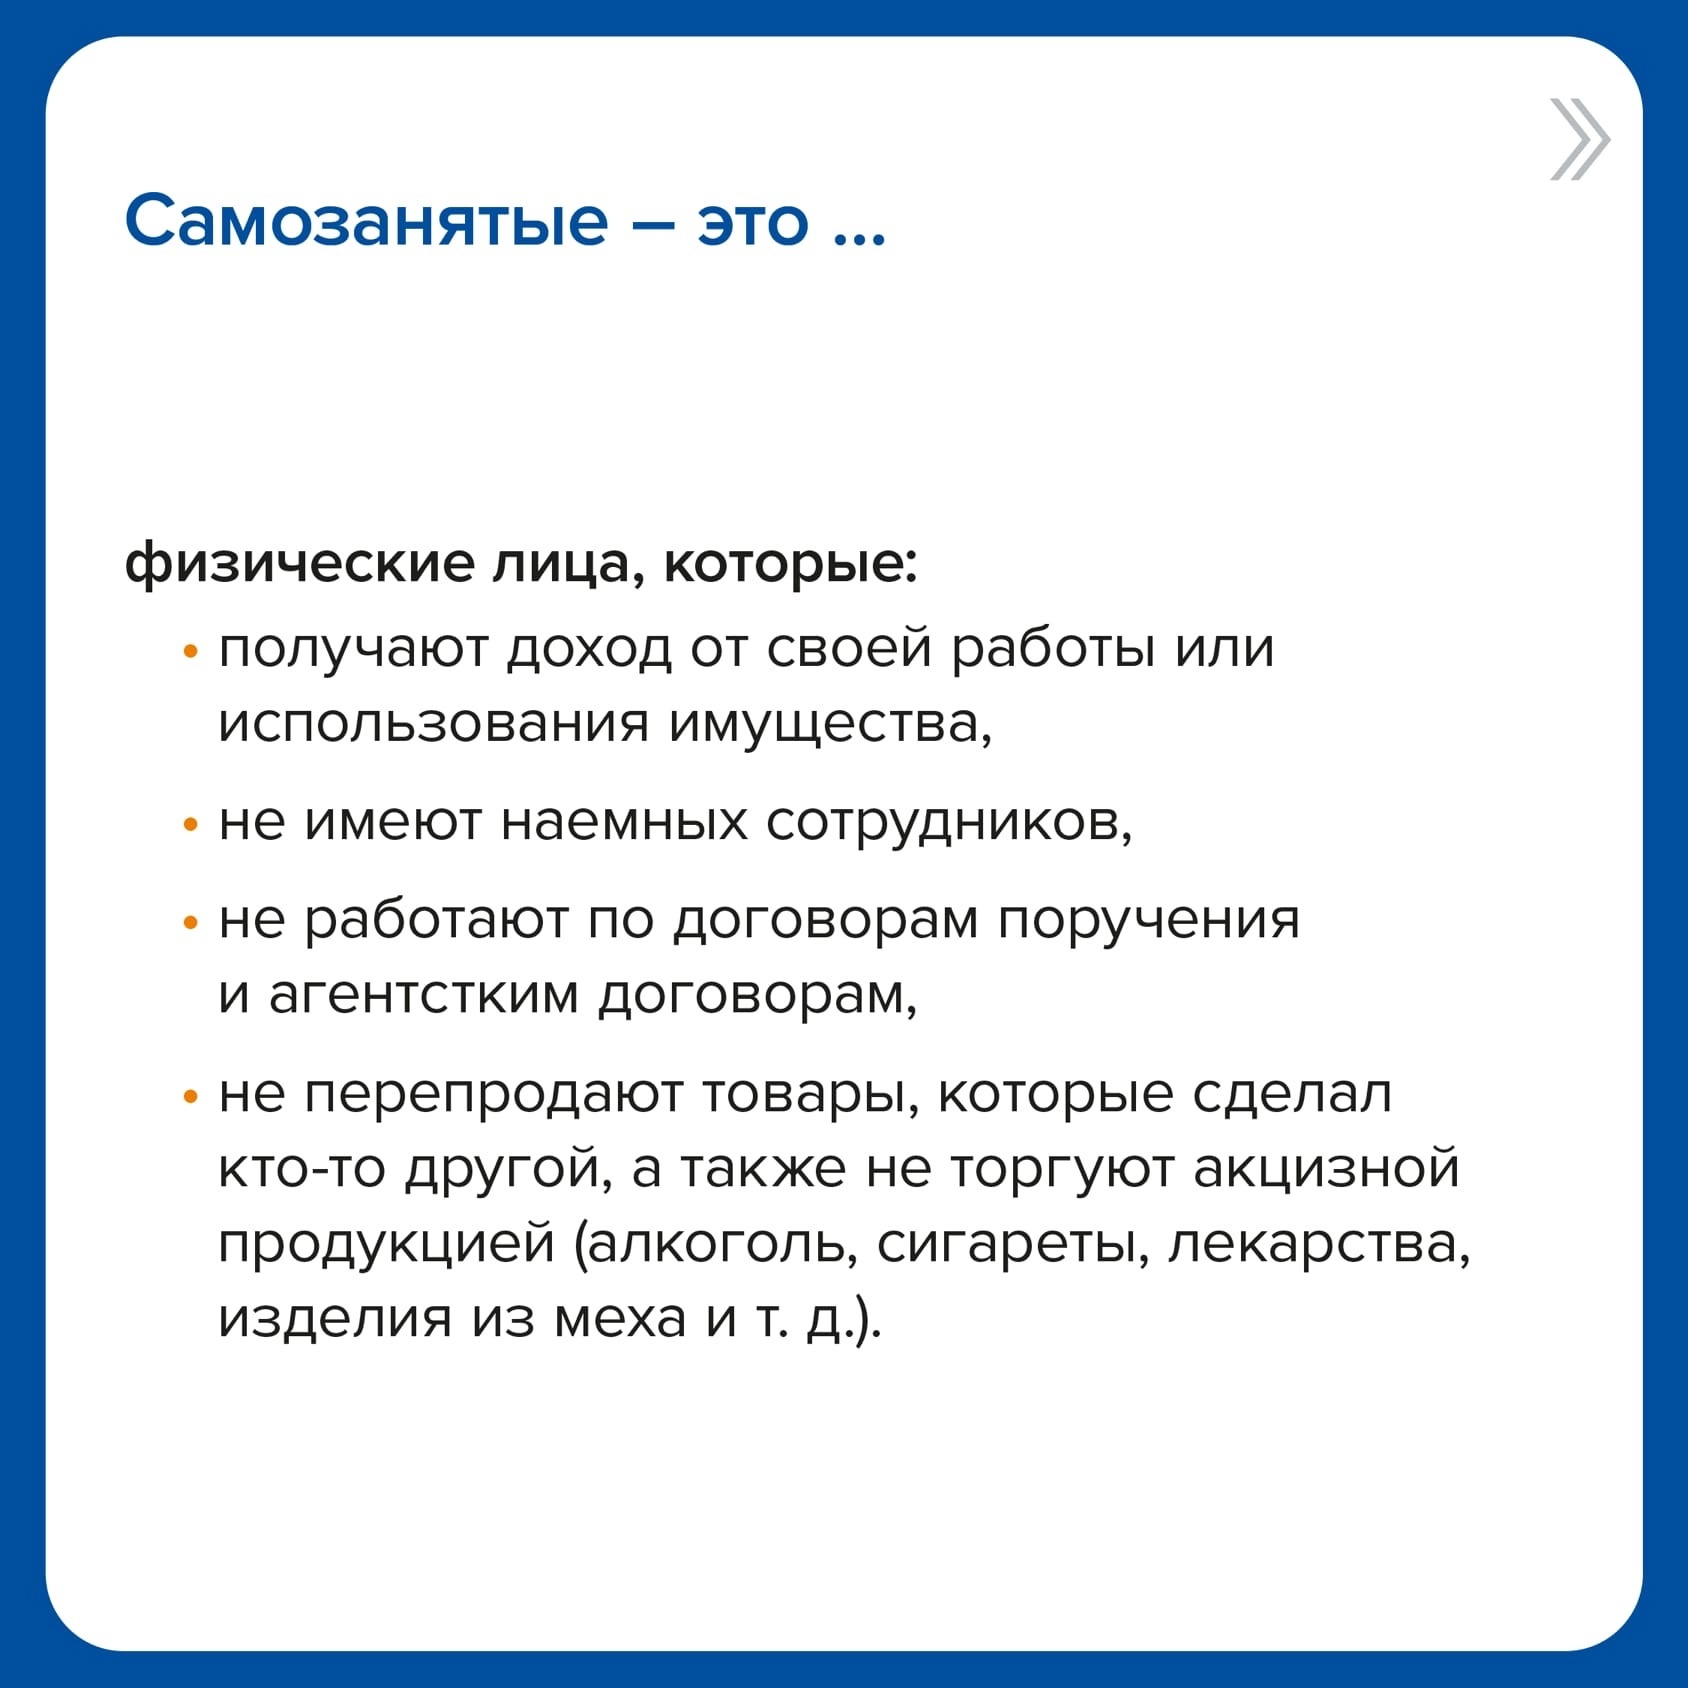 Самозанятые – это ...
физические лица, которые:
• получают доход от своей работы или
использования имущества,
• не имеют наемных сотрудников,
• не работают по договорам поручения
и агентстким договорам,
• не перепродают товары, которые сделал
кто-то другой, а также не торгуют акцизной
продукцией (алкоголь, сигареты, лекарства,
изделия из меха и т. д.).